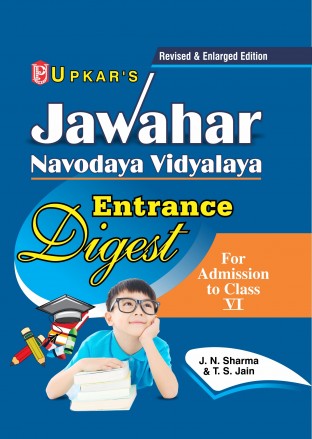 UPKAR'S
Revised & Enlarged Edition
Jawahar
Navodaya Vidyalaya
Entrance
Digest
For
Admission
to Class
VI
J. N. Sharma
& T. S. Jain